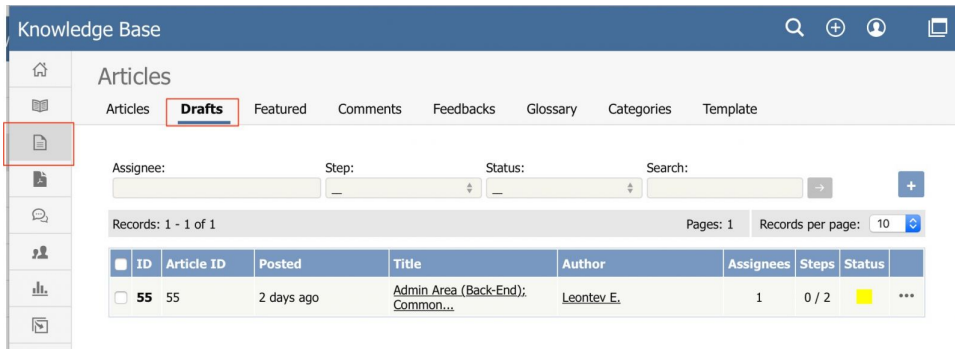 Knowledge Base
Articles
Articles Drafts Featured Comments Feedbacks Glossary Categories Template
Assignee: Step: Status: Search:
__ __
Records: 1 - 1 of 1 Pages: 1 Records per page: 10
ID Article ID Posted Title Author Assignees Steps Status
55 55 2 days ago Admin Area (Back-End); Leontev E. 1 0 / 2
Common...